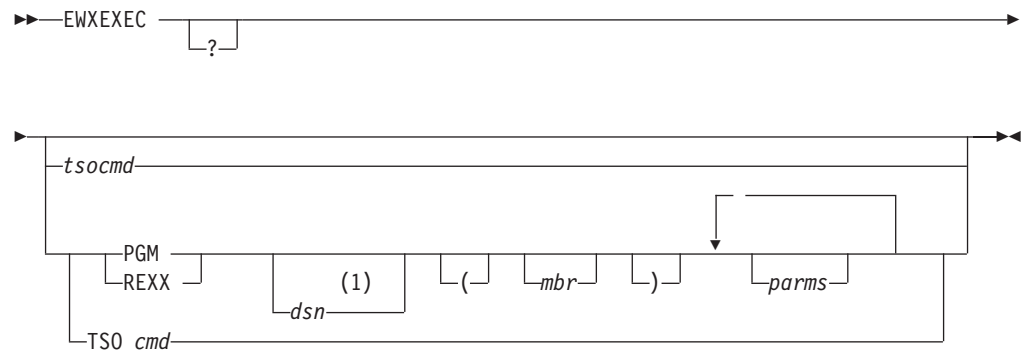 EWXEXEC
?
tsocmd
PGM
REXX (1) ( mbr ) parms
dsn
TSO cmd